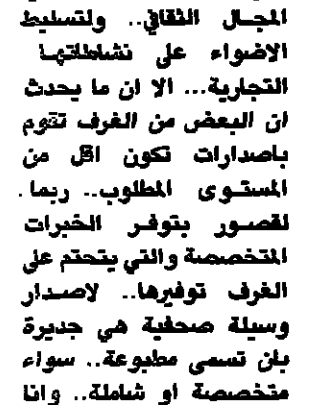 المجال الثقافي.. ولتسليط
الاضواء على نشاطاتها
التجارية... الا ان ما يحدث
ان البعض من الغرف تقوم
باصدارات تكون اقل من
المستوى المطلوب.. ربما.
لقصور بتوفر الخبرات
المتخصصة والتي يتحتم على
الغرف توفيرها.. لاصدار
وسيلة صحفية هي جديرة
بان تسمى مطبوعة.. سواء
متخصصة او شاملة.. وانا